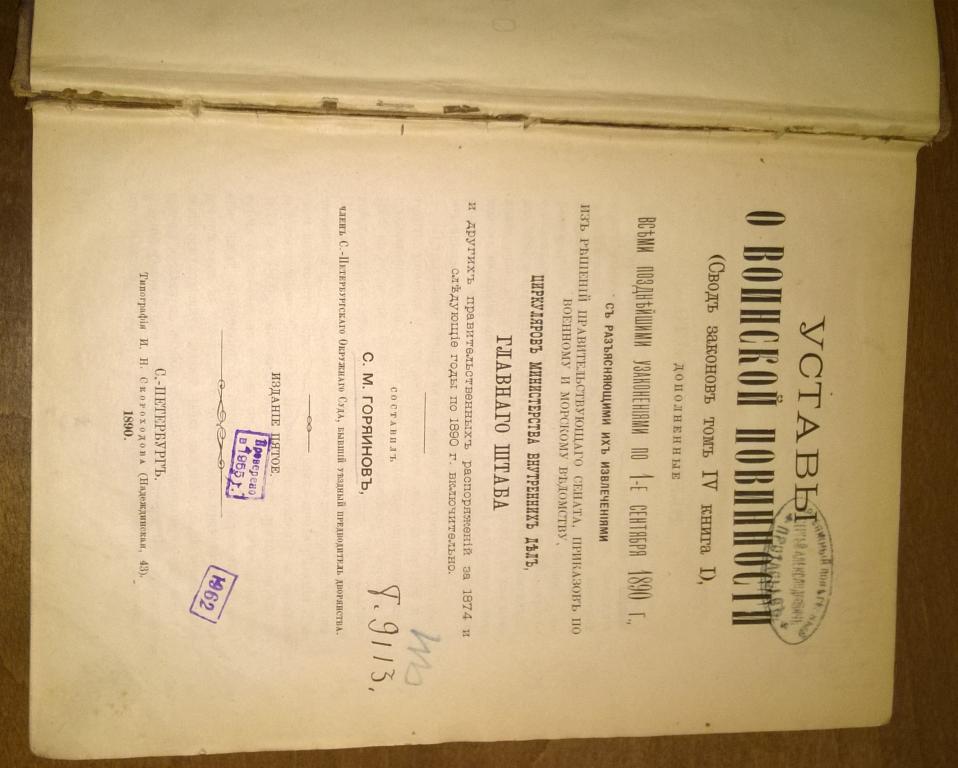 УСТАВЫ
О ВОИНСКОЙ ПОВИННОСТИ
(Сводъ законовъ томъ IV книга I),
ДОПОЛНЕННЫЕ
ВСѢМИ ПОЗДНѢЙШИМИ УЗАКОНЕНІЯМИ ПО 1-Е СЕНТЯБРЯ 1890 Г.,
СЪ РАЗЪЯСНЯЮЩИМИ ИХЪ ИЗВЛЕЧЕНІЯМИ
ИЗЪ РѢШЕНІЙ ПРАВИТЕЛЬСТВУЮЩАГО СЕНАТА, ПРИКАЗОВЪ ПО
ВОЕННОМУ И МОРСКОМУ ВѢДОМСТВУ,
ЦИРКУЛЯРОВЪ МИНИСТЕРСТВА ВНУТРЕННИХЪ ДѢЛЪ,
ГЛАВНАГО ШТАБА
и другихъ правительственныхъ распоряженій за 1874 и
слѣдующіе годы по 1890 г. включительно.
СОСТАВИЛЪ
С. М. ГОРЯИНОВЪ,
членъ С.-Петербургскаго Окружнаго Суда, бывшій уѣздный предводитель дворянства.
9113,
ИЗДАНІЕ ПЯТОЕ.
Проверено
в 1965 г.
1962
С.-ПЕТЕРБУРГЪ.
Типографія И. Н. Скороходова (Надеждинская, 43).
1890.